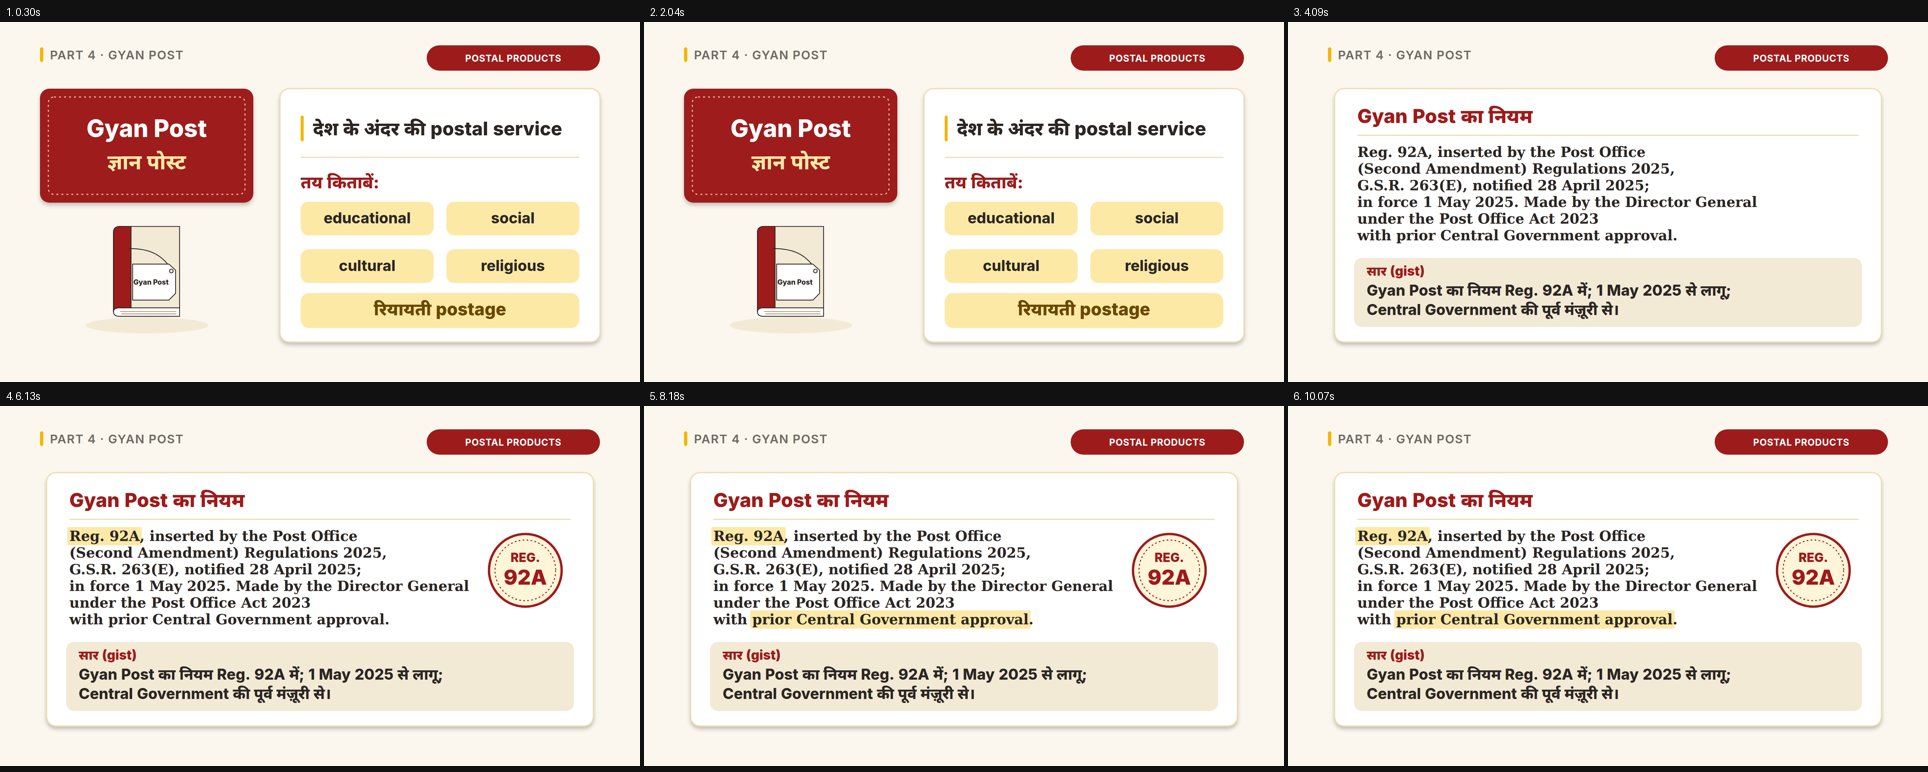 1. 0.30s
PART 4 · GYAN POST
POSTAL PRODUCTS
Gyan Post
ज्ञान पोस्ट
Gyan Post
देश के अंदर की postal service
तय किताबें:
educational
social
cultural
religious
रियायती postage
2. 2.04s
PART 4 · GYAN POST
POSTAL PRODUCTS
Gyan Post
ज्ञान पोस्ट
Gyan Post
देश के अंदर की postal service
तय किताबें:
educational
social
cultural
religious
रियायती postage
3. 4.09s
PART 4 · GYAN POST
POSTAL PRODUCTS
Gyan Post का नियम
Reg. 92A, inserted by the Post Office
(Second Amendment) Regulations 2025,
G.S.R. 263(E), notified 28 April 2025;
in force 1 May 2025. Made by the Director General
under the Post Office Act 2023
with prior Central Government approval.
सार (gist)
Gyan Post का नियम Reg. 92A में; 1 May 2025 से लागू;
Central Government की पूर्व मंज़ूरी से।
4. 6.13s
PART 4 · GYAN POST
POSTAL PRODUCTS
Gyan Post का नियम
Reg. 92A, inserted by the Post Office
(Second Amendment) Regulations 2025,
G.S.R. 263(E), notified 28 April 2025;
in force 1 May 2025. Made by the Director General
under the Post Office Act 2023
with prior Central Government approval.
REG.
92A
सार (gist)
Gyan Post का नियम Reg. 92A में; 1 May 2025 से लागू;
Central Government की पूर्व मंज़ूरी से।
5. 8.18s
PART 4 · GYAN POST
POSTAL PRODUCTS
Gyan Post का नियम
Reg. 92A, inserted by the Post Office
(Second Amendment) Regulations 2025,
G.S.R. 263(E), notified 28 April 2025;
in force 1 May 2025. Made by the Director General
under the Post Office Act 2023
with prior Central Government approval.
REG.
92A
सार (gist)
Gyan Post का नियम Reg. 92A में; 1 May 2025 से लागू;
Central Government की पूर्व मंज़ूरी से।
6. 10.07s
PART 4 · GYAN POST
POSTAL PRODUCTS
Gyan Post का नियम
Reg. 92A, inserted by the Post Office
(Second Amendment) Regulations 2025,
G.S.R. 263(E), notified 28 April 2025;
in force 1 May 2025. Made by the Director General
under the Post Office Act 2023
with prior Central Government approval.
REG.
92A
सार (gist)
Gyan Post का नियम Reg. 92A में; 1 May 2025 से लागू;
Central Government की पूर्व मंज़ूरी से।